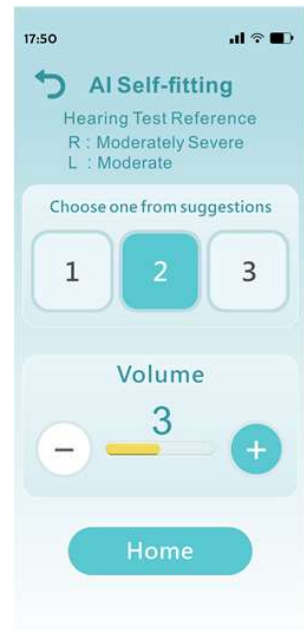 17:50
AI Self-fitting
Hearing Test Reference
R : Moderately Severe
L : Moderate
Choose one from suggestions
1 2 3
Volume
3
− +
Home